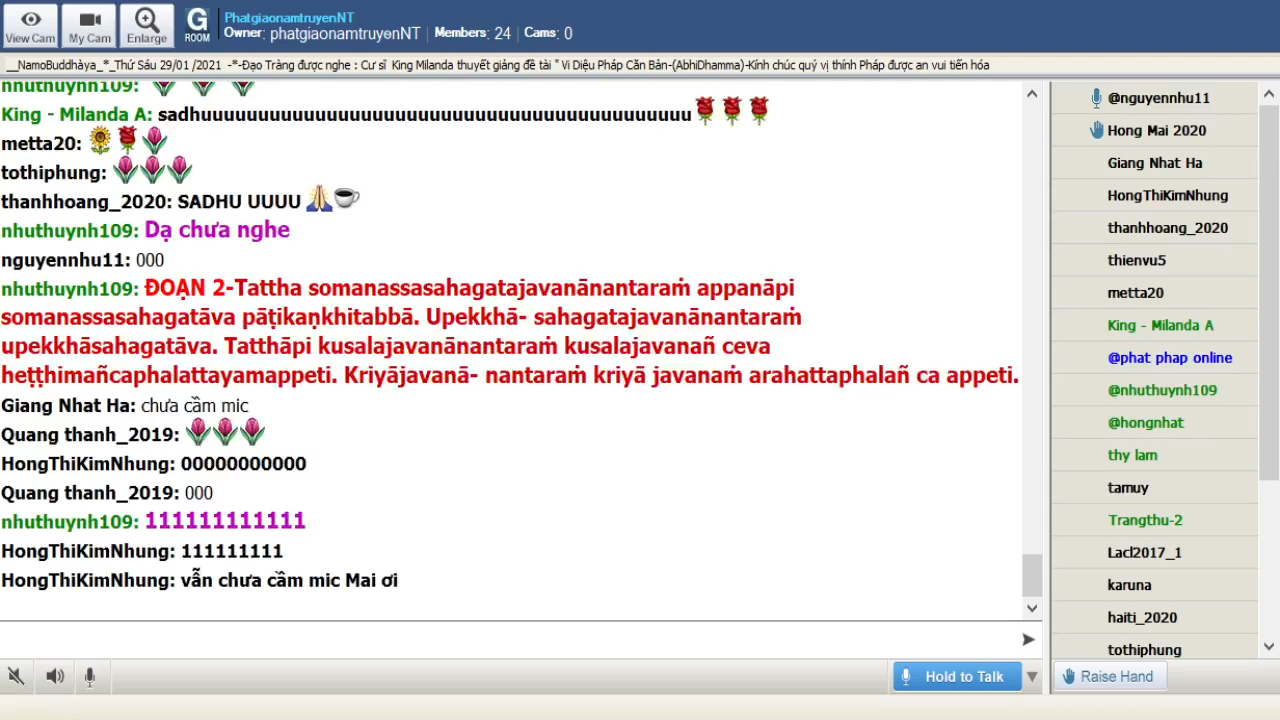 View Cam
My Cam
Enlarge
G
ROOM
PhatgiaonamtruyenNT
Owner: phatgiaonamtruyenNT | Members: 24 | Cams: 0
__NamoBuddhàya_*_Thứ Sáu 29/01 /2021 -*-Đạo Tràng được nghe : Cư sĩ King Milanda thuyết giảng đề tài " Vi Diệu Pháp Căn Bản-(AbhiDhamma)-Kính chúc quý vị thính Pháp được an vui tiến hóa
nhuthuynh109:
King - Milanda A: sadhuuuuuuuuuuuuuuuuuuuuuuuuuuuuuuuuuuuuuuuuuuu
metta20:
tothiphung:
thanhhoang_2020: SADHU UUUU
nhuthuynh109: Dạ chưa nghe
nguyennhu11: 000
nhuthuynh109: ĐOẠN 2-Tattha somanassasahagatajavanānantaraṁ appanāpi
somanassasahagatāva pāṭikaṇkhitabbā. Upekkhā- sahagatajavanānantaraṁ
upekkhāsahagatāva. Tatthāpi kusalajavanānantaraṁ kusalajavanañ ceva
heṭṭhimañcaphalattayamappeti. Kriyājavanā- nantaraṁ kriyā javanaṁ arahattaphalañ ca appeti.
Giang Nhat Ha: chưa cầm mic
Quang thanh_2019:
HongThiKimNhung: 00000000000
Quang thanh_2019: 000
nhuthuynh109: 111111111111
HongThiKimNhung: 111111111
HongThiKimNhung: vẫn chưa cầm mic Mai ơi
Hold to Talk
@nguyennhu11
Hong Mai 2020
Giang Nhat Ha
HongThiKimNhung
thanhhoang_2020
thienvu5
metta20
King - Milanda A
@phat phap online
@nhuthuynh109
@hongnhat
thy lam
tamuy
Trangthu-2
Lacl2017_1
karuna
haiti_2020
tothiphung
Raise Hand